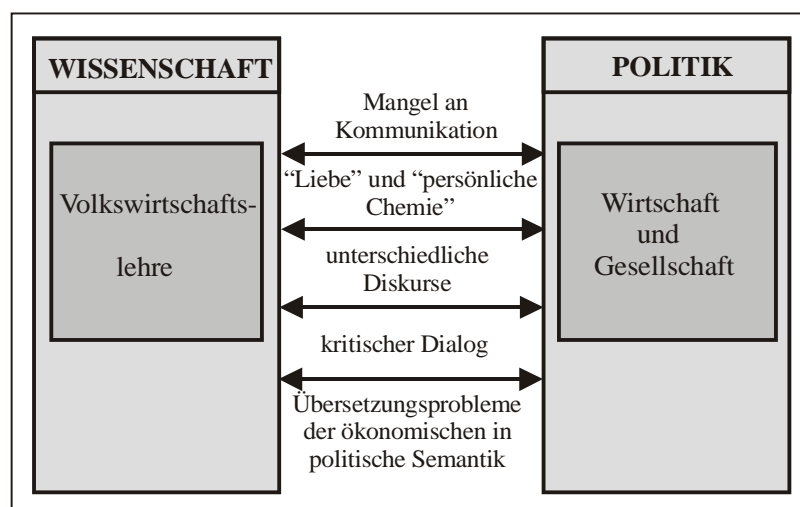 WISSENSCHAFT
Volkswirtschafts-
lehre
Mangel an
Kommunikation
“Liebe” und “persönliche
Chemie”
unterschiedliche
Diskurse
kritischer Dialog
Übersetzungsprobleme
der ökonomischen in
politische Semantik
POLITIK
Wirtschaft
und
Gesellschaft